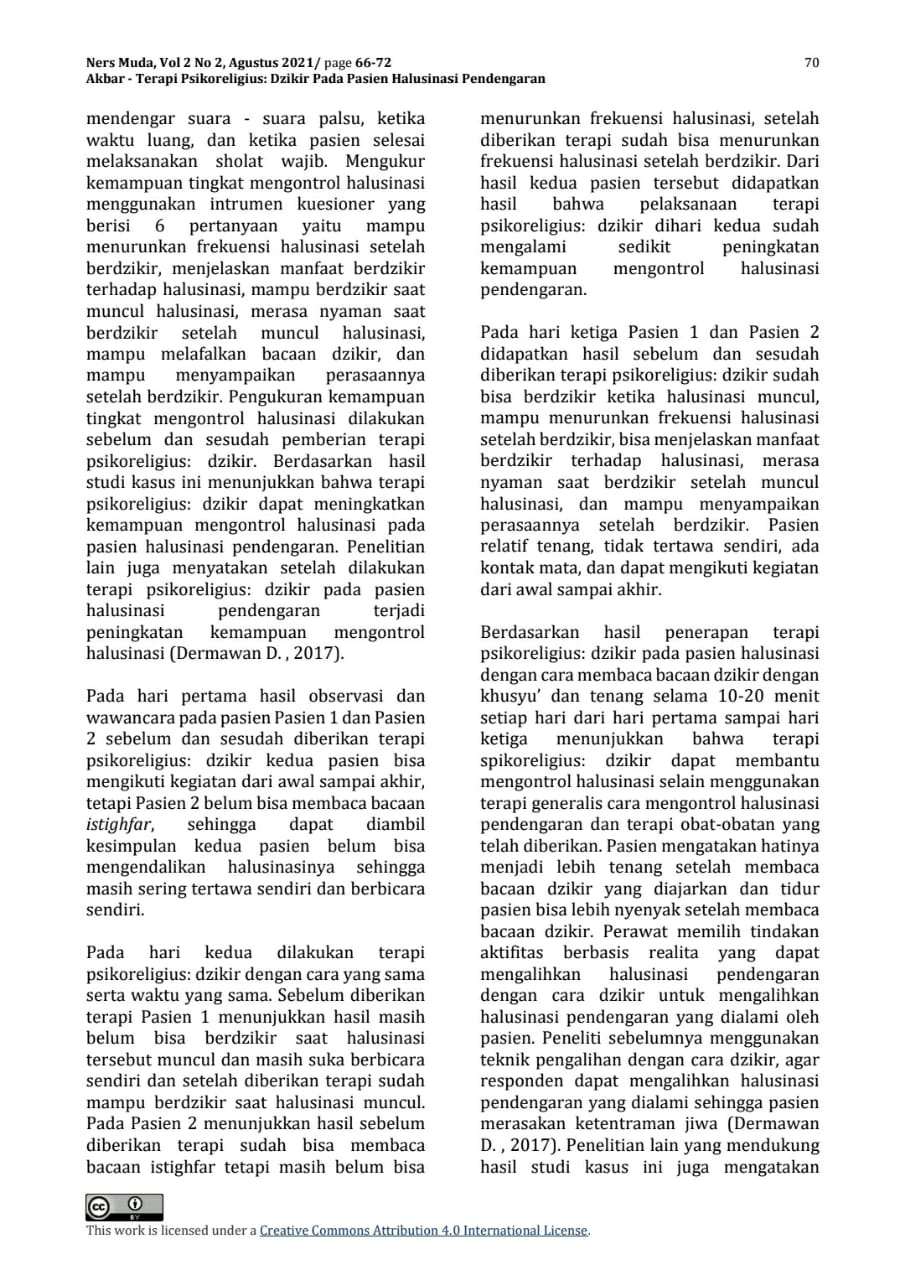 Ners Muda, Vol 2 No 2, Agustus 2021/ page 66-72
70
Akbar - Terapi Psikoreligius: Dzikir Pada Pasien Halusinasi Pendengaran
mendengar suara - suara palsu, ketika
waktu luang, dan ketika pasien selesai
melaksanakan sholat wajib. Mengukur
kemampuan tingkat mengontrol halusinasi
menggunakan intrumen kuesioner yang
berisi 6 pertanyaan yaitu mampu
menurunkan frekuensi halusinasi setelah
berdzikir, menjelaskan manfaat berdzikir
terhadap halusinasi, mampu berdzikir saat
muncul halusinasi, merasa nyaman saat
berdzikir setelah muncul halusinasi,
mampu melafalkan bacaan dzikir, dan
mampu menyampaikan perasaannya
setelah berdzikir. Pengukuran kemampuan
tingkat mengontrol halusinasi dilakukan
sebelum dan sesudah pemberian terapi
psikoreligius: dzikir. Berdasarkan hasil
studi kasus ini menunjukkan bahwa terapi
psikoreligius: dzikir dapat meningkatkan
kemampuan mengontrol halusinasi pada
pasien halusinasi pendengaran. Penelitian
lain juga menyatakan setelah dilakukan
terapi psikoreligius: dzikir pada pasien
halusinasi pendengaran terjadi
peningkatan kemampuan mengontrol
halusinasi (Dermawan D. , 2017).
Pada hari pertama hasil observasi dan
wawancara pada pasien Pasien 1 dan Pasien
2 sebelum dan sesudah diberikan terapi
psikoreligius: dzikir kedua pasien bisa
mengikuti kegiatan dari awal sampai akhir,
tetapi Pasien 2 belum bisa membaca bacaan
istighfar, sehingga dapat diambil
kesimpulan kedua pasien belum bisa
mengendalikan halusinasinya sehingga
masih sering tertawa sendiri dan berbicara
sendiri.
Pada hari kedua dilakukan terapi
psikoreligius: dzikir dengan cara yang sama
serta waktu yang sama. Sebelum diberikan
terapi Pasien 1 menunjukkan hasil masih
belum bisa berdzikir saat halusinasi
tersebut muncul dan masih suka berbicara
sendiri dan setelah diberikan terapi sudah
mampu berdzikir saat halusinasi muncul.
Pada Pasien 2 menunjukkan hasil sebelum
diberikan terapi sudah bisa membaca
bacaan istighfar tetapi masih belum bisa
menurunkan frekuensi halusinasi, setelah
diberikan terapi sudah bisa menurunkan
frekuensi halusinasi setelah berdzikir. Dari
hasil kedua pasien tersebut didapatkan
hasil bahwa pelaksanaan terapi
psikoreligius: dzikir dihari kedua sudah
mengalami sedikit peningkatan
kemampuan mengontrol halusinasi
pendengaran.
Pada hari ketiga Pasien 1 dan Pasien 2
didapatkan hasil sebelum dan sesudah
diberikan terapi psikoreligius: dzikir sudah
bisa berdzikir ketika halusinasi muncul,
mampu menurunkan frekuensi halusinasi
setelah berdzikir, bisa menjelaskan manfaat
berdzikir terhadap halusinasi, merasa
nyaman saat berdzikir setelah muncul
halusinasi, dan mampu menyampaikan
perasaannya setelah berdzikir. Pasien
relatif tenang, tidak tertawa sendiri, ada
kontak mata, dan dapat mengikuti kegiatan
dari awal sampai akhir.
Berdasarkan hasil penerapan terapi
psikoreligius: dzikir pada pasien halusinasi
dengan cara membaca bacaan dzikir dengan
khusyu’ dan tenang selama 10-20 menit
setiap hari dari hari pertama sampai hari
ketiga menunjukkan bahwa terapi
spikoreligius: dzikir dapat membantu
mengontrol halusinasi selain menggunakan
terapi generalis cara mengontrol halusinasi
pendengaran dan terapi obat-obatan yang
telah diberikan. Pasien mengatakan hatinya
menjadi lebih tenang setelah membaca
bacaan dzikir yang diajarkan dan tidur
pasien bisa lebih nyenyak setelah membaca
bacaan dzikir. Perawat memilih tindakan
aktifitas berbasis realita yang dapat
mengalihkan halusinasi pendengaran
dengan cara dzikir untuk mengalihkan
halusinasi pendengaran yang dialami oleh
pasien. Peneliti sebelumnya menggunakan
teknik pengalihan dengan cara dzikir, agar
responden dapat mengalihkan halusinasi
pendengaran yang dialami sehingga pasien
merasakan ketentraman jiwa (Dermawan
D. , 2017). Penelitian lain yang mendukung
hasil studi kasus ini juga mengatakan
cc
BY
This work is licensed under a Creative Commons Attribution 4.0 International License.